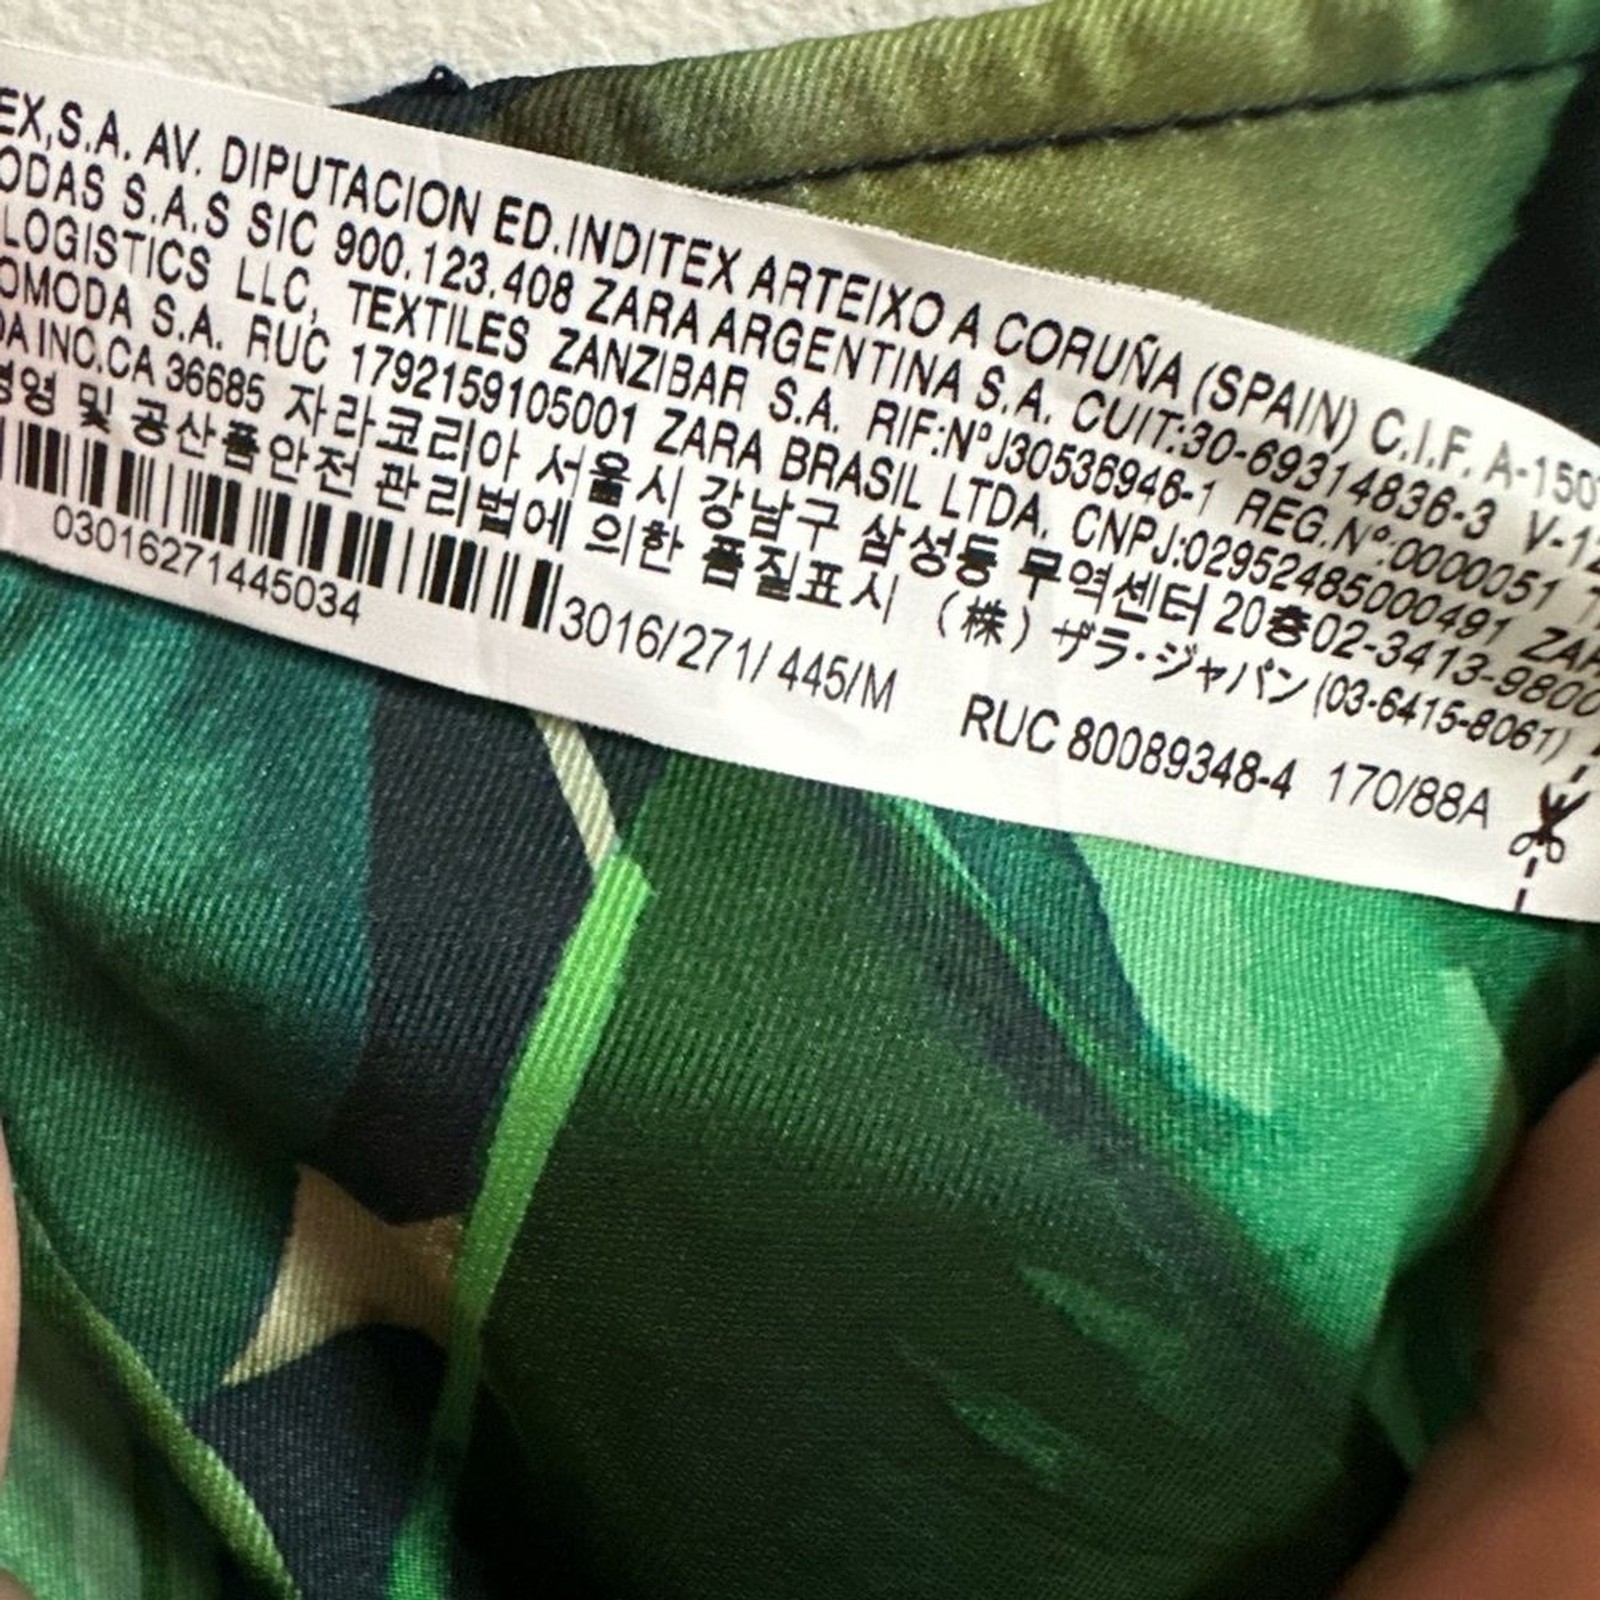 EX,S.A. AV. DIPUTACION ED.INDITEX ARTEIXO A CORUÑA (SPAIN) C.I.F. A-150
ODAS S.A.S SIC 900.123.408 ZARA ARGENTINA S.A. CUIT:30-69314836-3 V-12
LOGISTICS LLC, TEXTILES ZANZIBAR S.A. RIF:NºJ30536946-1 REG.Nº:0000051
OMODA S.A. RUC 1792159105001 ZARA BRASIL LTDA. CNPJ:02952485000491 ZAR
DA INC.CA 36685 자라코리아 서울시 강남구 삼성동 무역센터 20층02-3413-9800
경영 및 공산품안전 관리법에 의한 품질표시 (株) ザラ・ジャパン (03-6415-8061)
03016271445034
3016/271/ 445/M RUC 80089348-4 170/88A